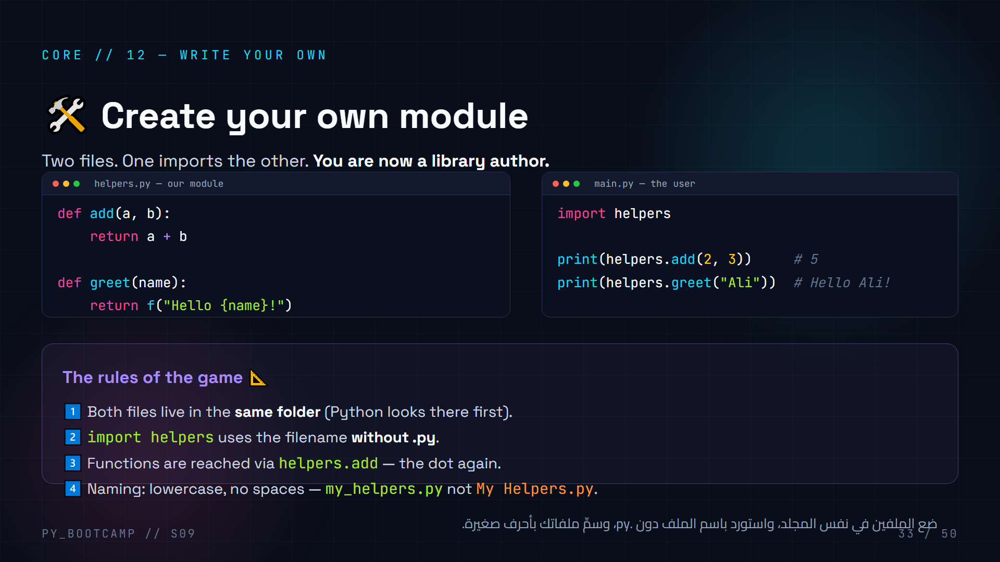 CORE // 12 — WRITE YOUR OWN
🛠️ Create your own module
Two files. One imports the other. You are now a library author.
helpers.py — our module
def add(a, b):
    return a + b

def greet(name):
    return f("Hello {name}!")
main.py — the user
import helpers

print(helpers.add(2, 3))     # 5
print(helpers.greet("Ali"))  # Hello Ali!
The rules of the game 📐
1️⃣ Both files live in the same folder (Python looks there first).
2️⃣ import helpers uses the filename without .py.
3️⃣ Functions are reached via helpers.add — the dot again.
4️⃣ Naming: lowercase, no spaces — my_helpers.py not My Helpers.py.
ضع الملفين في نفس المجلد، واستورد باسم الملف دون .py، وسمِّ ملفاتك بأحرف صغيرة.
PY_BOOTCAMP // S09
33 / 50